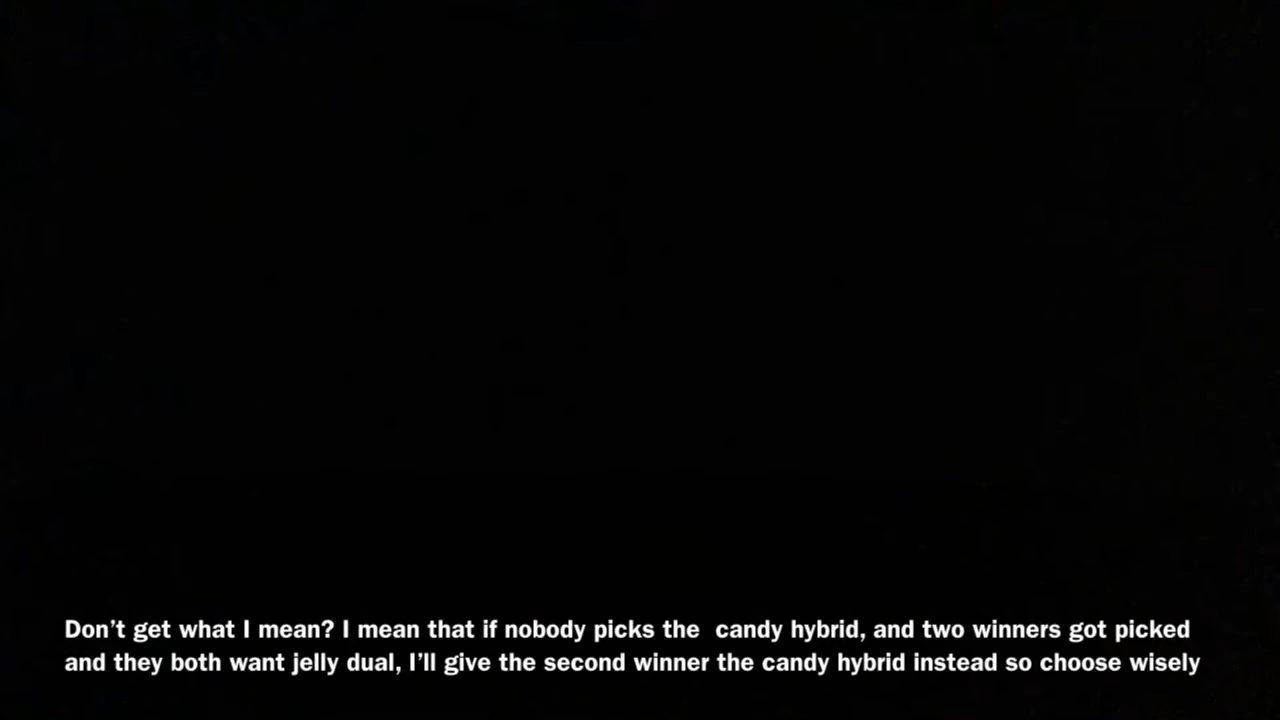 Don’t get what I mean? I mean that if nobody picks the  candy hybrid, and two winners got picked
and they both want jelly dual, I’ll give the second winner the candy hybrid instead so choose wisely